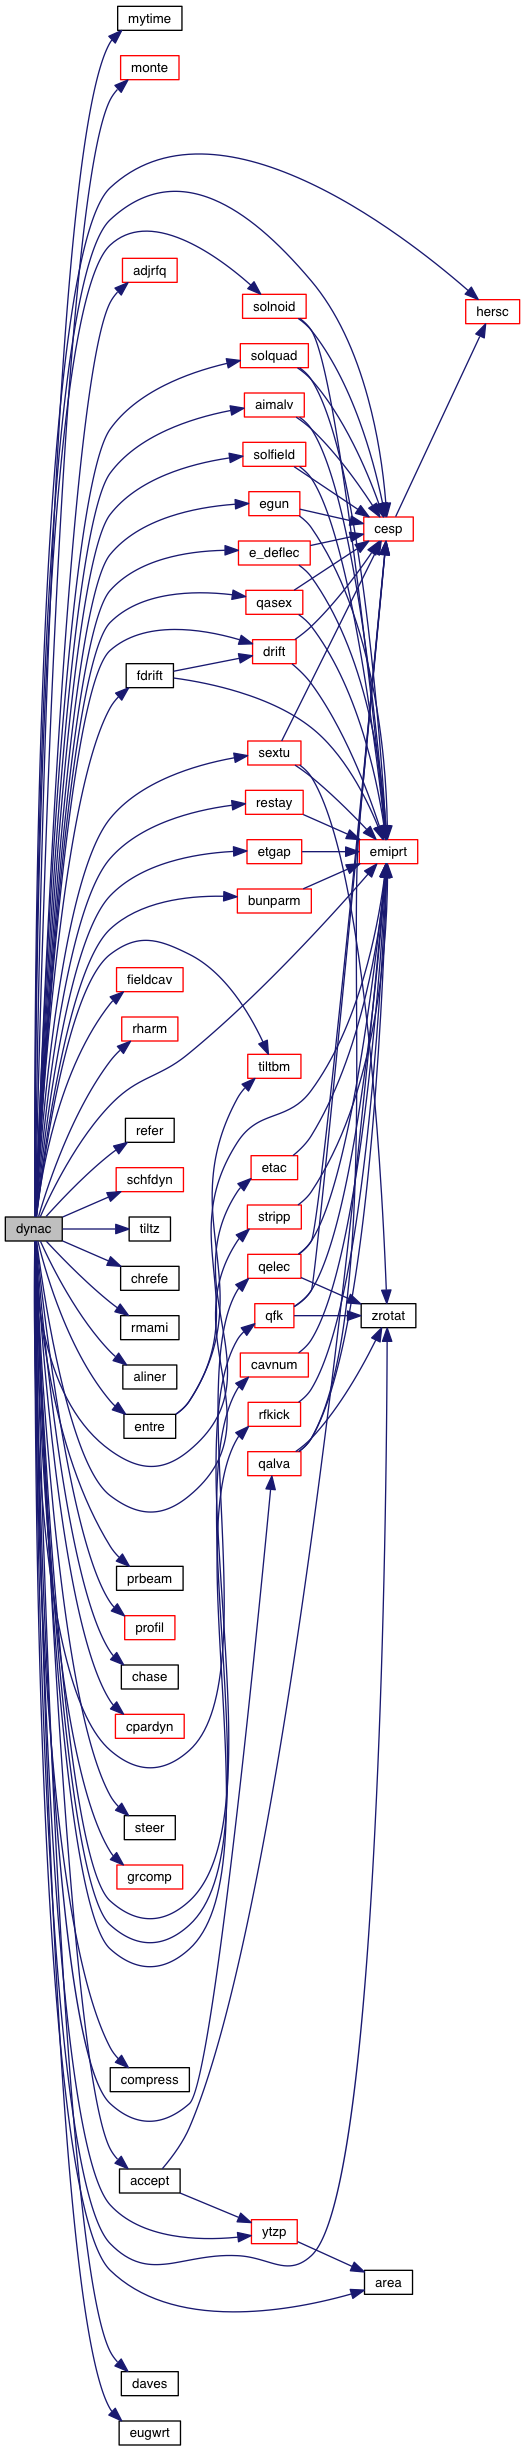 mytime
monte
adjrfq
solnoid
hersc
solquad
aimalv
solfield
egun
cesp
e_deflec
qasex
drift
fdrift
sextu
restay
etgap
emiprt
bunparm
fieldcav
rharm
tiltbm
refer
etac
schfdyn
stripp
dynac
tiltz
qelec
chrefe
qfk
zrotat
rmami
cavnum
aliner
rfkick
entre
qalva
prbeam
profil
chase
cpardyn
steer
grcomp
compress
accept
ytzp
area
daves
eugwrt